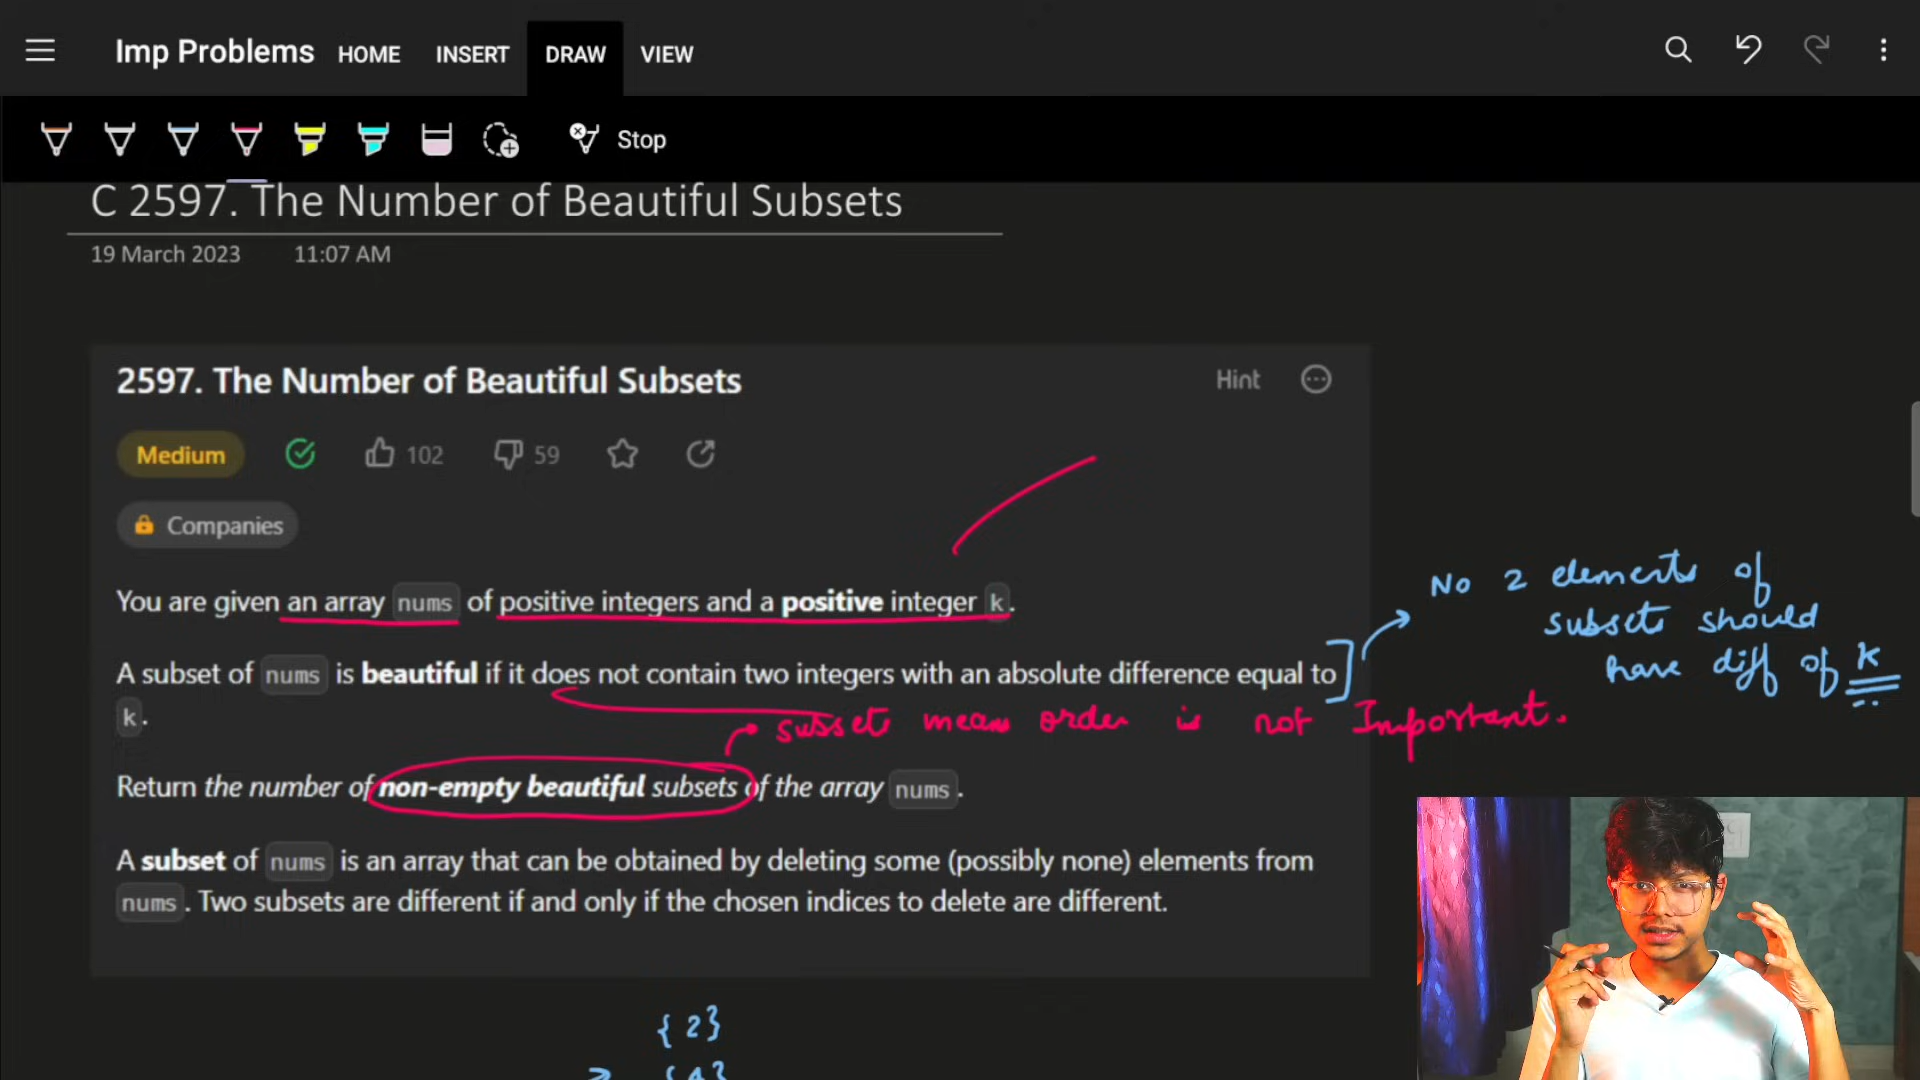 Imp Problems HOME INSERT DRAW VIEW
Stop
C 2597. The Number of Beautiful Subsets
19 March 2023 11:07 AM
2597. The Number of Beautiful Subsets Hint
Medium 102 59
Companies
You are given an array nums of positive integers and a positive integer k.
A subset of nums is beautiful if it does not contain two integers with an absolute difference equal to
k.
No 2 elements of
subsets should
have diff of k
subsets means order is not Important.
Return the number of non-empty beautiful subsets of the array nums.
A subset of nums is an array that can be obtained by deleting some (possibly none) elements from
nums. Two subsets are different if and only if the chosen indices to delete are different.
{2}
{4}